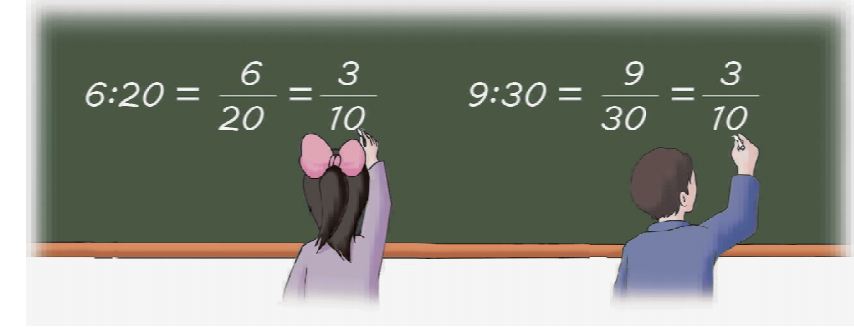 6:20 = 6/20 = 3/10
9:30 = 9/30 = 3/10